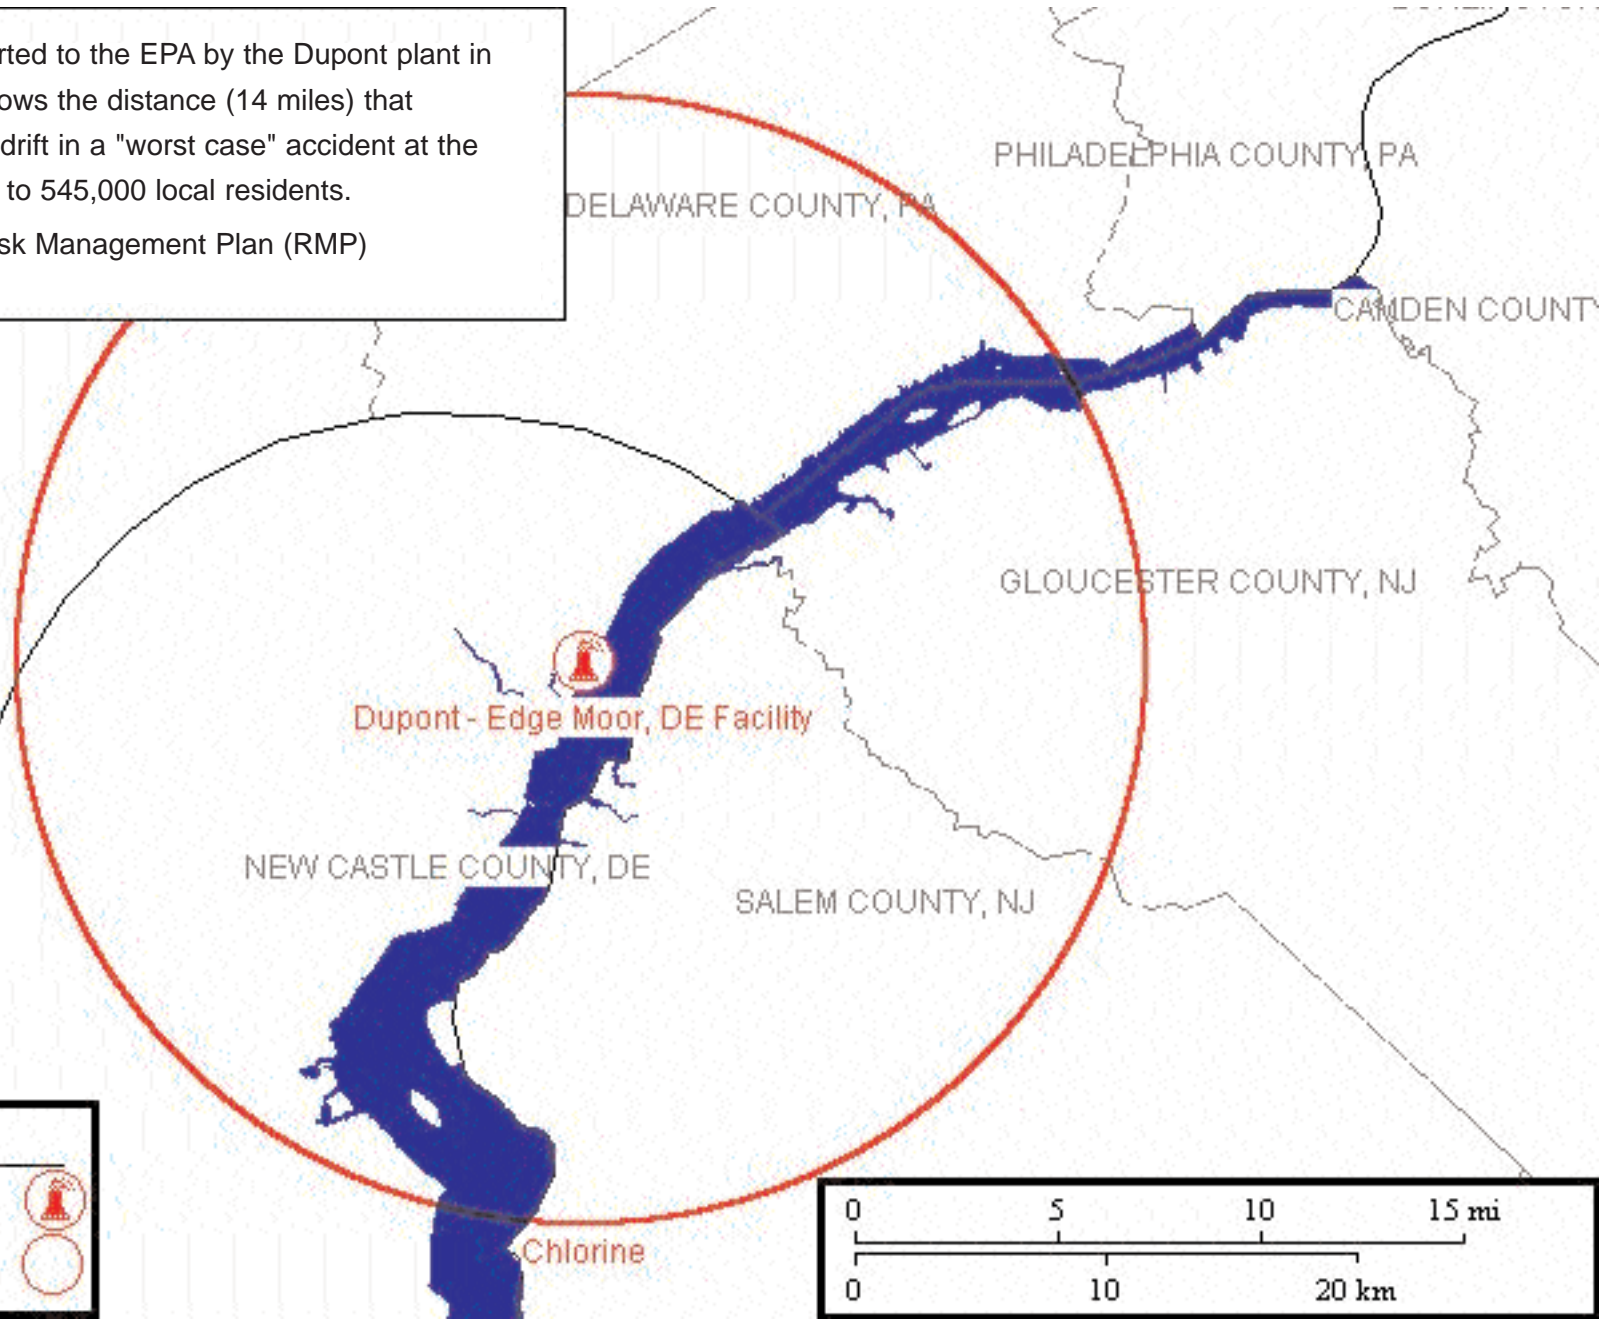 rted to the EPA by the Dupont plant in
ows the distance (14 miles) that
drift in a "worst case" accident at the
to 545,000 local residents.
sk Management Plan (RMP)
PHILADELPHIA COUNTY, PA
DELAWARE COUNTY, PA
CAMDEN COUNTY
GLOUCESTER COUNTY, NJ
Dupont - Edge Moor, DE Facility
NEW CASTLE COUNTY, DE
SALEM COUNTY, NJ
Chlorine
0 5 10 15 mi
0 10 20 km